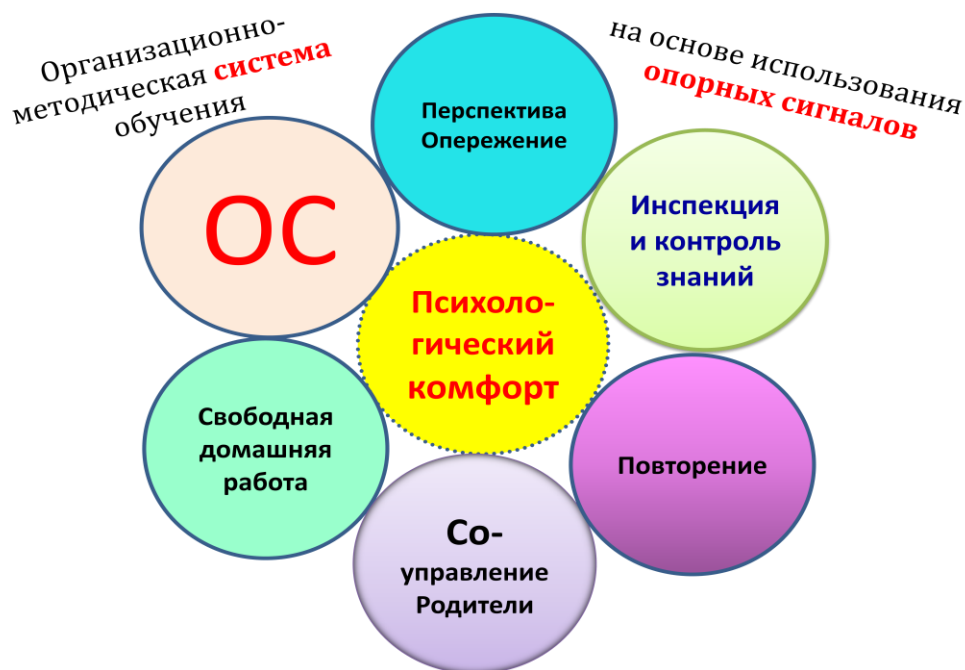 Организационно-
методическая система
обучения
на основе использования
опорных сигналов
Перспектива
Опережение
ОС
Инспекция
и контроль
знаний
Психоло-
гический
комфорт
Свободная
домашняя
работа
Повторение
Со-
управление
Родители